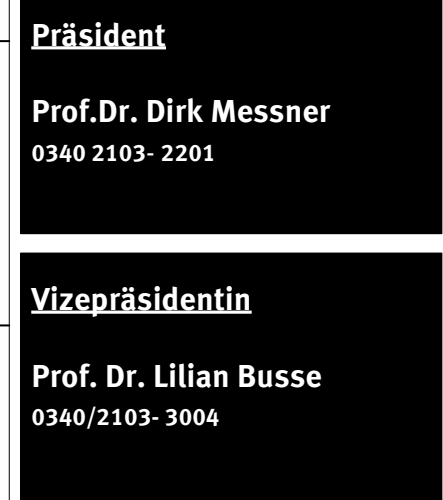 Präsident
Prof.Dr. Dirk Messner
0340 2103- 2201
Vizepräsidentin
Prof. Dr. Lilian Busse
0340/2103- 3004